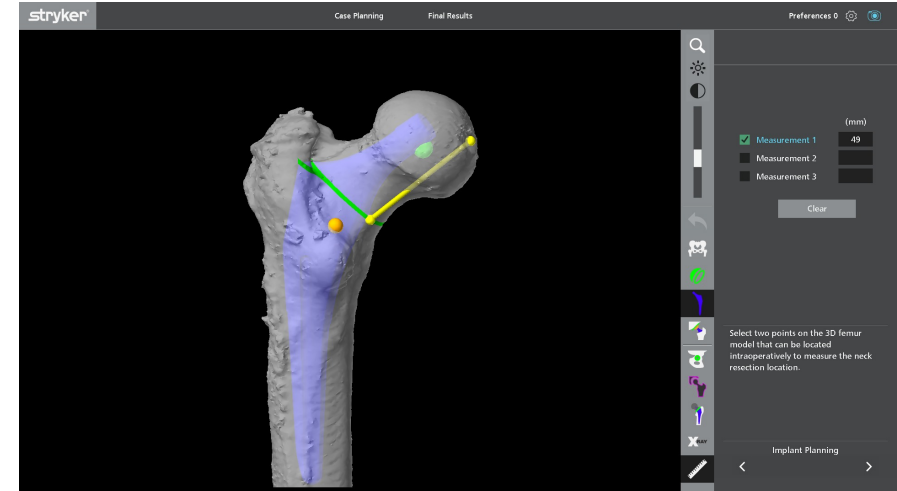 stryker
Case Planning
Final Results
Preferences 0
(mm)
Measurement 1
49
Measurement 2
Measurement 3
Clear
Select two points on the 3D femur
model that can be located
intraoperatively to measure the neck
resection location.
XRAY
Implant Planning